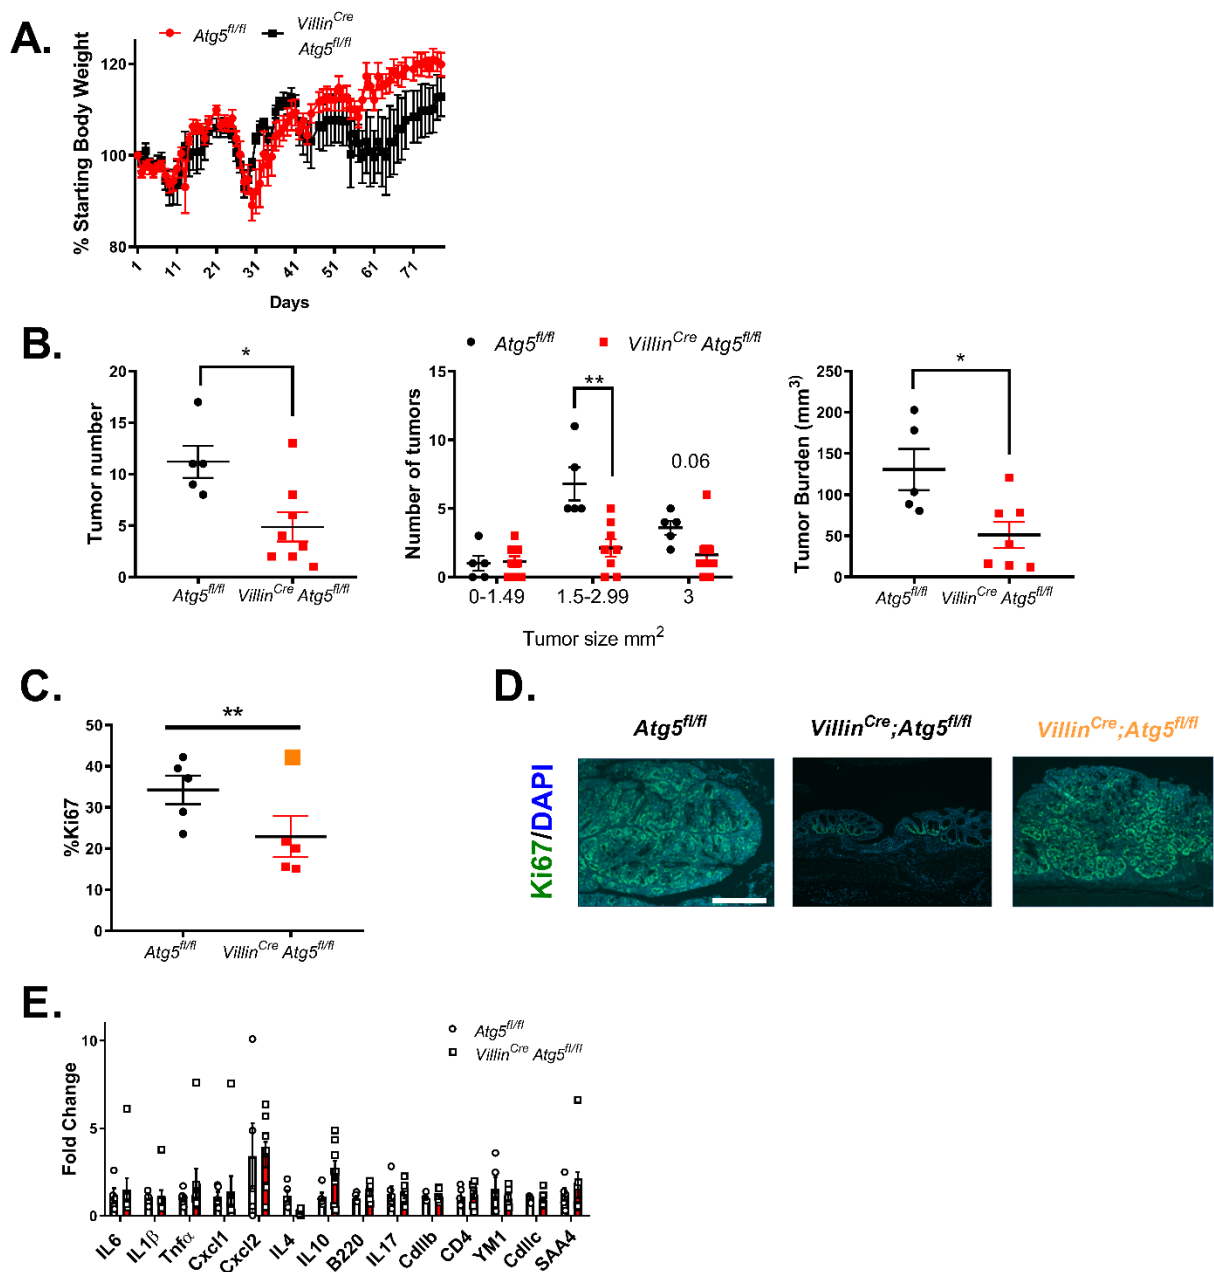 A.
Atg5fl/fl
VillinCre
Atg5fl/fl
% Starting Body Weight
120
100
80
1 11 21 31 41 51 61 71
Days
B.
Atg5fl/fl VillinCre Atg5fl/fl
Tumor number
20
15
10
5
0
*
Atg5fl/fl VillinCre Atg5fl/fl
Number of tumors
15
10
5
0
**
0.06
0-1.49 1.5-2.99 3
Tumor size mm2
Tumor Burden (mm3)
250
200
150
100
50
0
*
Atg5fl/fl VillinCre Atg5fl/fl
C.
%Ki67
50
40
30
20
10
0
**
Atg5fl/fl VillinCre Atg5fl/fl
D.
Atg5fl/fl VillinCre;Atg5fl/fl VillinCre;Atg5fl/fl
Ki67/DAPI
E.
Atg5fl/fl
VillinCre Atg5fl/fl
Fold Change
10
5
0
IL6 IL1β Tnfα Cxcl1 Cxcl2 IL4 IL10 B220 IL17 CdIIb CD4 YM1 CdIIc SAA4